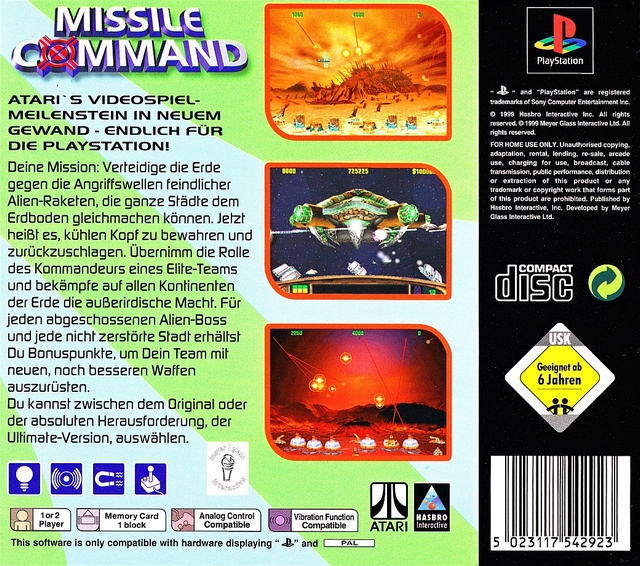 MISSILE
COMMAND
ATARI`S VIDEOSPIEL-
MEILENSTEIN IN NEUEM
GEWAND - ENDLICH FÜR
DIE PLAYSTATION!
Deine Mission: Verteidige die Erde
gegen die Angriffswellen feindlicher
Alien-Raketen, die ganze Städte dem
Erdboden gleichmachen können. Jetzt
heißt es, kühlen Kopf zu bewahren und
zurückzuschlagen. Übernimm die Rolle
des Kommandeurs eines Elite-Teams
und bekämpfe auf allen Kontinenten
der Erde die außerirdische Macht. Für
jeden abgeschossenen Alien-Boss
und jede nicht zerstörte Stadt erhältst
Du Bonuspunkte, um Dein Team mit
neuen, noch besseren Waffen
auszurüsten.
Du kannst zwischen dem Original oder
der absoluten Herausforderung, der
Ultimate-Version, auswählen.
725225
2250 4000 0
1 or 2
Player
Memory Card
1 block
Analog Control
Compatible
Vibration Function
Compatible
ATARI
HASBRO
Interactive
This software is only compatible with hardware displaying " " and PAL
PlayStation
" " and "PlayStation" are registered
trademarks of Sony Computer Entertainment Inc.
© 1999 Hasbro Interactive Inc. All rights
reserved. © 1999 Meyer Glass Interactive Ltd. All
rights reserved.
FOR HOME USE ONLY. Unauthorised copying,
adaptation, rental, lending, re-sale, arcade
use, charging for use, broadcast, cable
transmission, public performance, distribution
or extraction of this product or any
trademark or copyright work that forms part
of this product are prohibited. Published by
Hasbro Interactive, Inc. Developed by Meyer
Glass Interactive Ltd.
COMPACT
disc
USK
Geeignet ab
6 Jahren
5 023117 542923